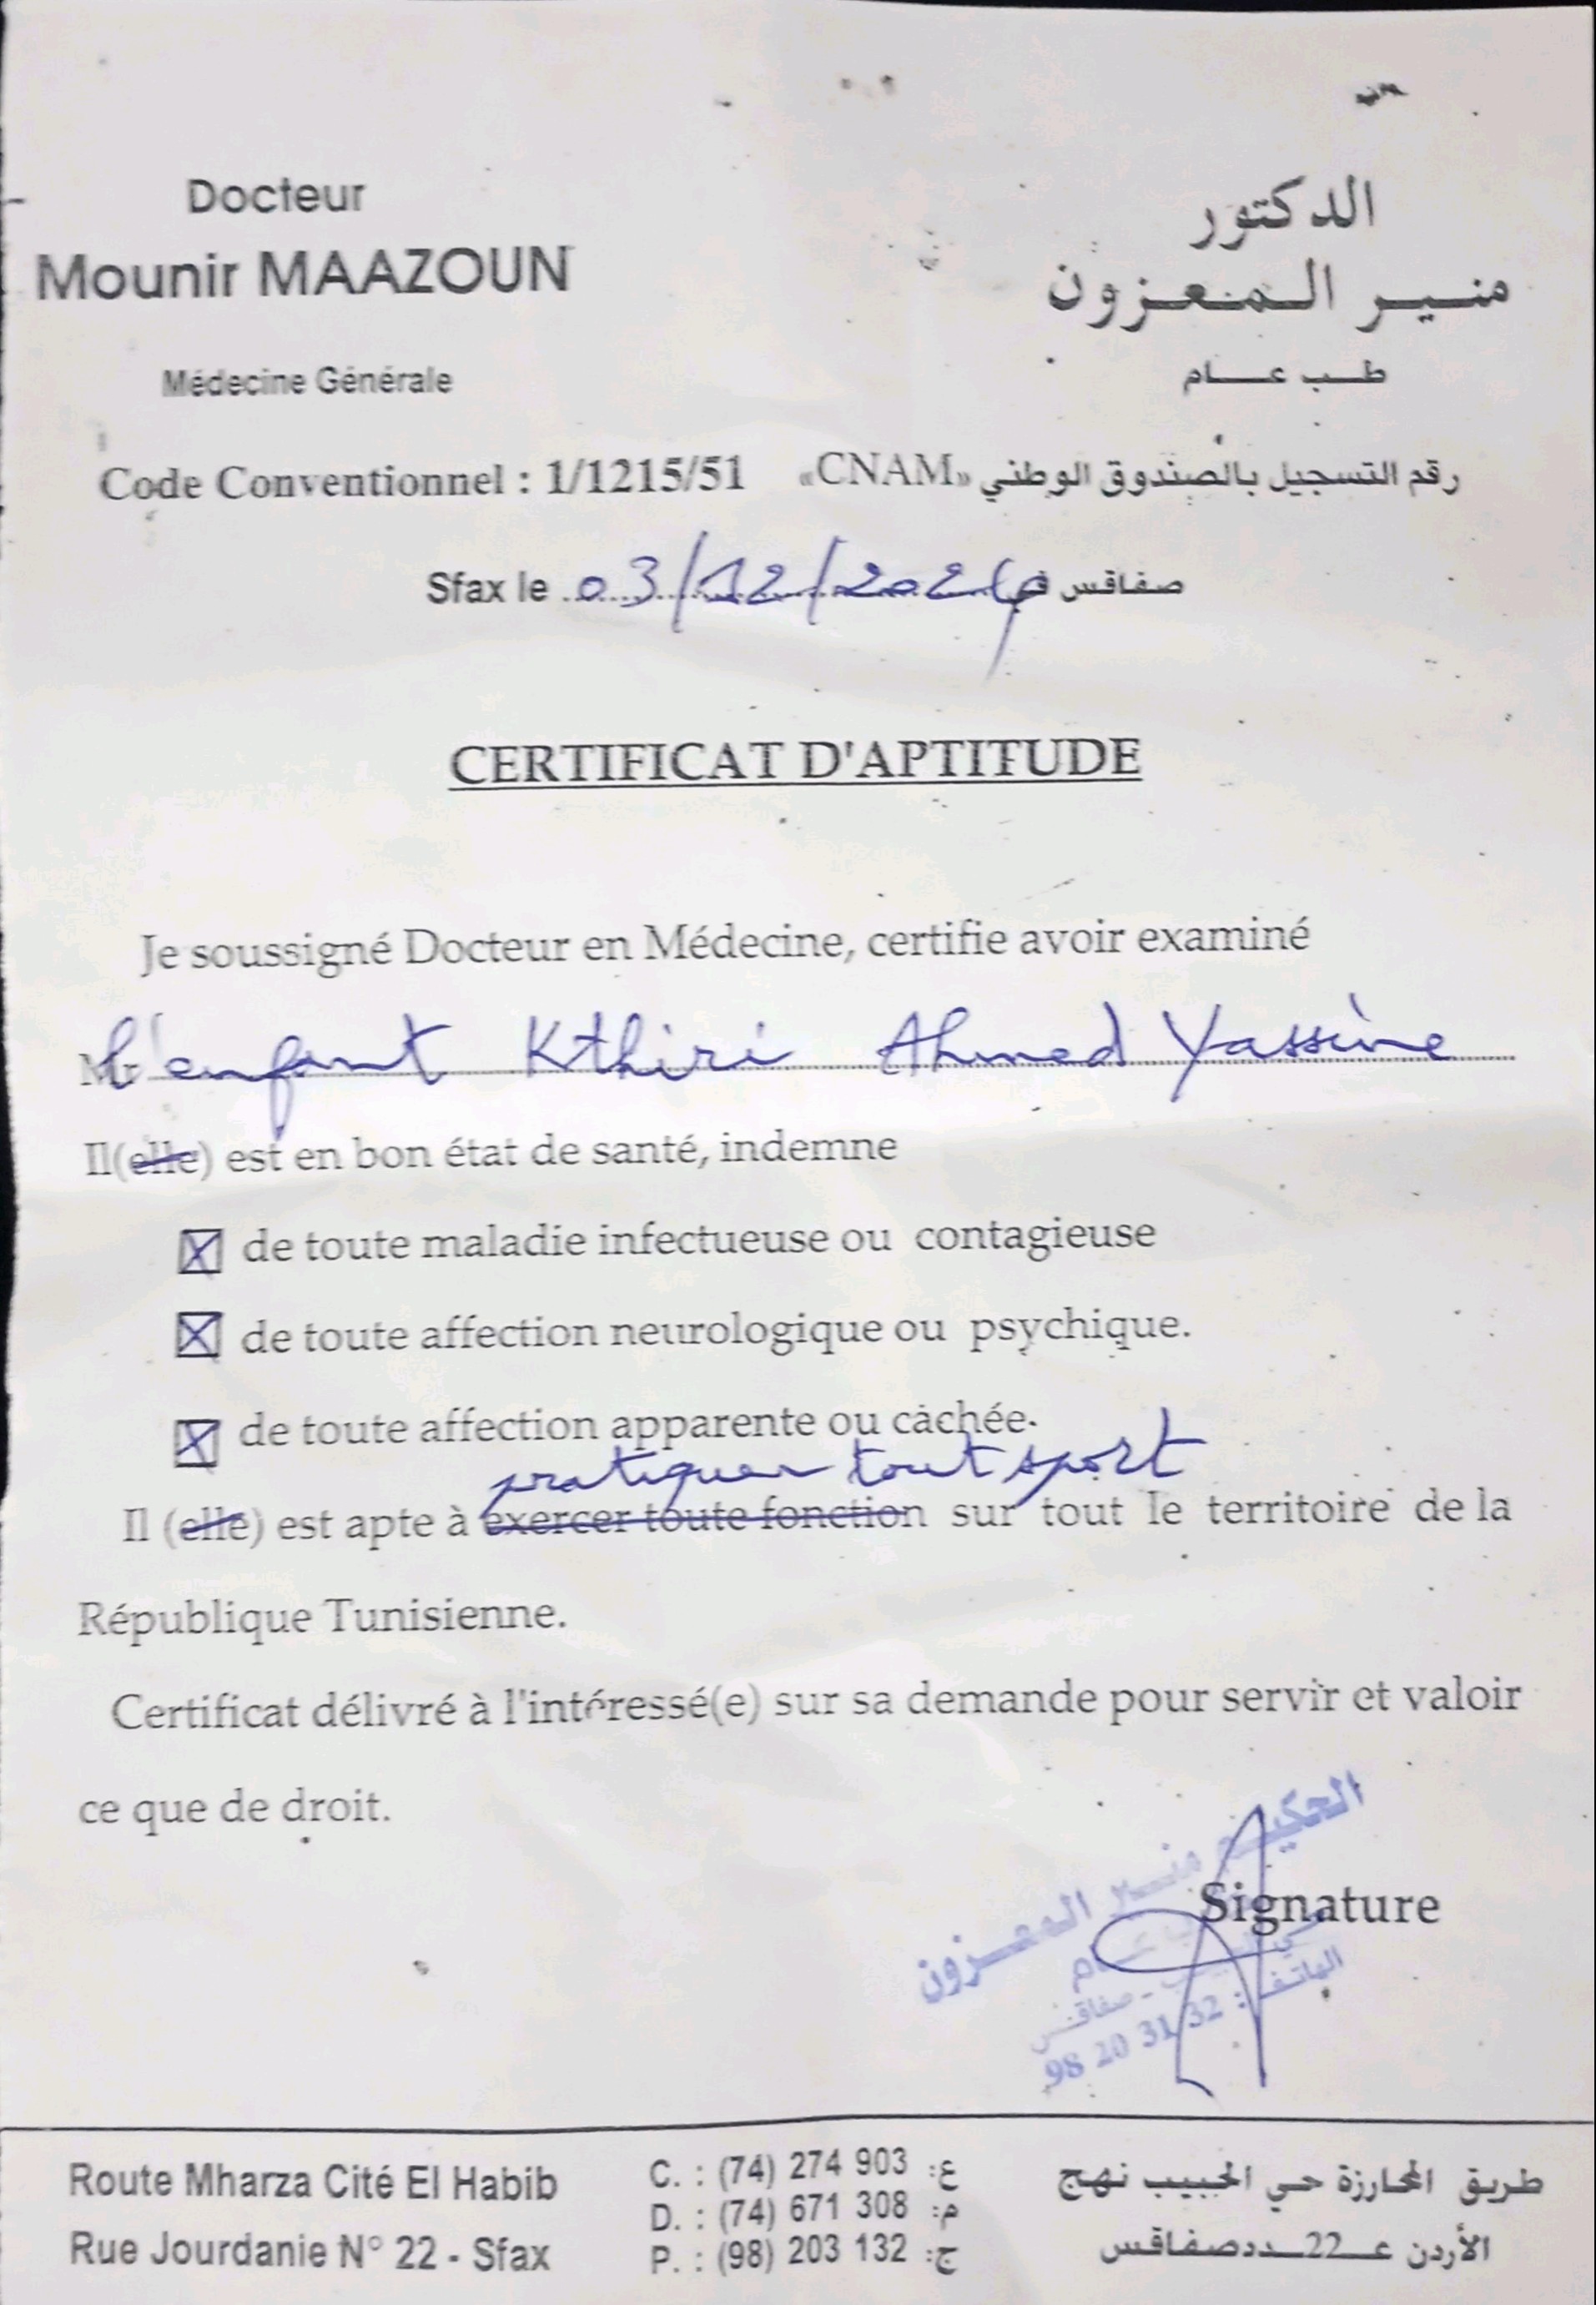 Docteur
Mounir MAAZOUN
Médecine Générale
الدكتور
منير المعزون
طب عام
Code Conventionnel : 1/1215/51 «CNAM» رقم التسجيل بالصندوق الوطني
Sfax le 03/12/2024 صفاقس في
CERTIFICAT D'APTITUDE
Je soussigné Docteur en Médecine, certifie avoir examiné
Mr l'enfant Kthiri Ahmed Yassine
Il(elle) est en bon état de santé, indemne
de toute maladie infectueuse ou contagieuse
de toute affection neurologique ou psychique.
de toute affection apparente ou cachée.
pratiquer tout sport
Il (elle) est apte à exercer toute fonction sur tout le territoire de la
République Tunisienne.
Certificat délivré à l'intéressé(e) sur sa demande pour servir et valoir
ce que de droit.
Signature
الحكيم منير المعزون
عام
صفاقس
الهاتف : 98 20 31 32
Route Mharza Cité El Habib
Rue Jourdanie N° 22 - Sfax
C. : (74) 274 903 ع:
D. : (74) 671 308 م:
P. : (98) 203 132 ج:
طريق المحارزة حي الحبيب نهج
الأردن عـ22ـدد صفاقس